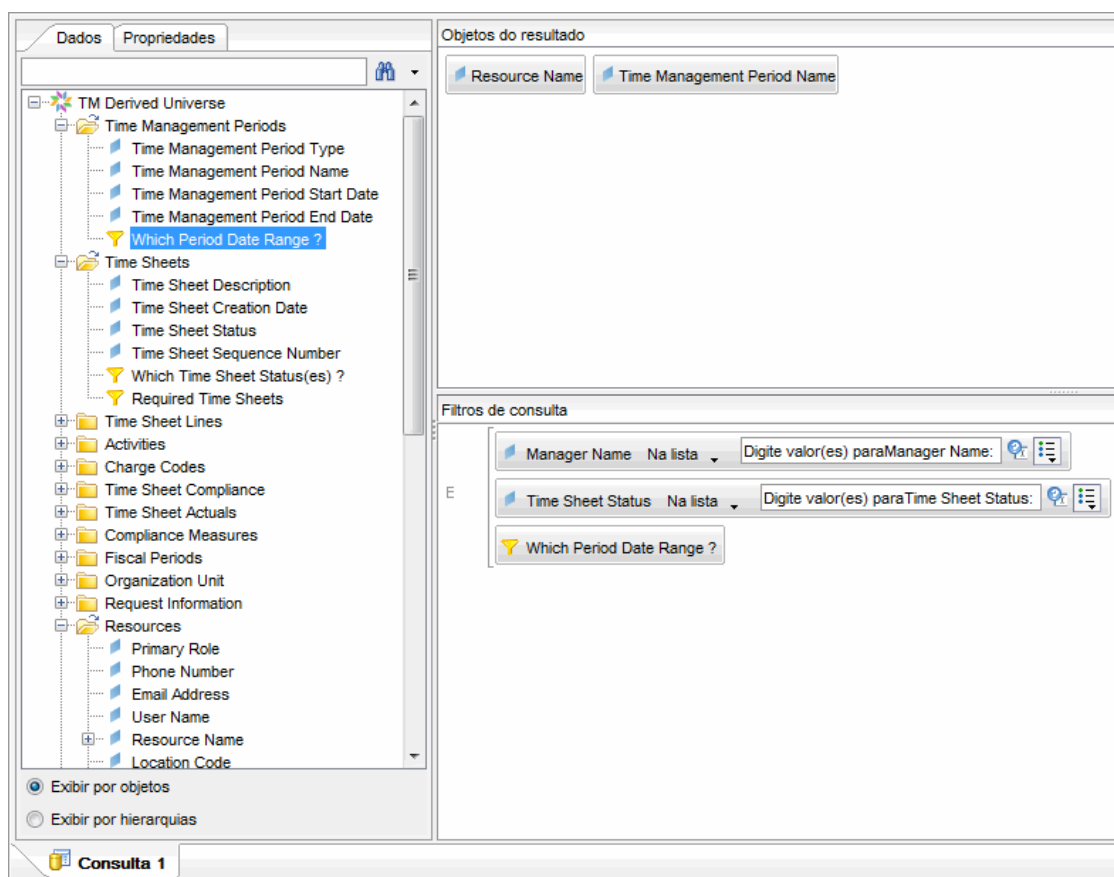 Dados
Propriedades
TM Derived Universe
Time Management Periods
Time Management Period Type
Time Management Period Name
Time Management Period Start Date
Time Management Period End Date
Which Period Date Range ?
Time Sheets
Time Sheet Description
Time Sheet Creation Date
Time Sheet Status
Time Sheet Sequence Number
Which Time Sheet Status(es) ?
Required Time Sheets
Time Sheet Lines
Activities
Charge Codes
Time Sheet Compliance
Time Sheet Actuals
Compliance Measures
Fiscal Periods
Organization Unit
Request Information
Resources
Primary Role
Phone Number
Email Address
User Name
Resource Name
Location Code
Exibir por objetos
Exibir por hierarquias
Consulta 1
Objetos do resultado
Resource Name Time Management Period Name
Filtros de consulta
Manager Name Na lista Digite valor(es) paraManager Name:
E
Time Sheet Status Na lista Digite valor(es) paraTime Sheet Status:
Which Period Date Range ?